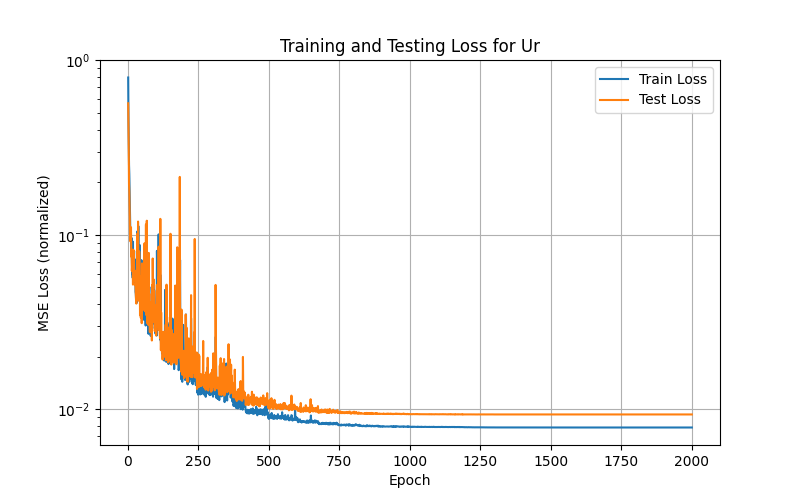 Training and Testing Loss for Ur
10⁰
10⁻¹
10⁻²
MSE Loss (normalized)
Train Loss
Test Loss
0 250 500 750 1000 1250 1500 1750 2000
Epoch